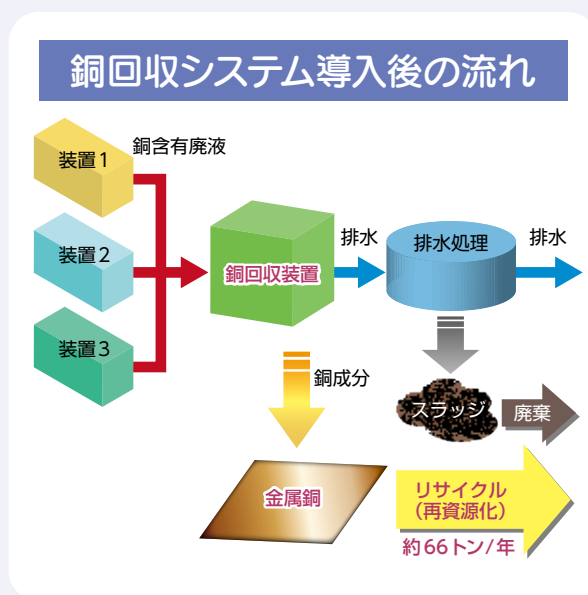 銅回収システム導入後の流れ
装置1
銅含有廃液
装置2
装置3
銅回収装置
排水
排水処理
排水
銅成分
スラッジ
廃棄
金属銅
リサイクル
(再資源化)
約66トン/年